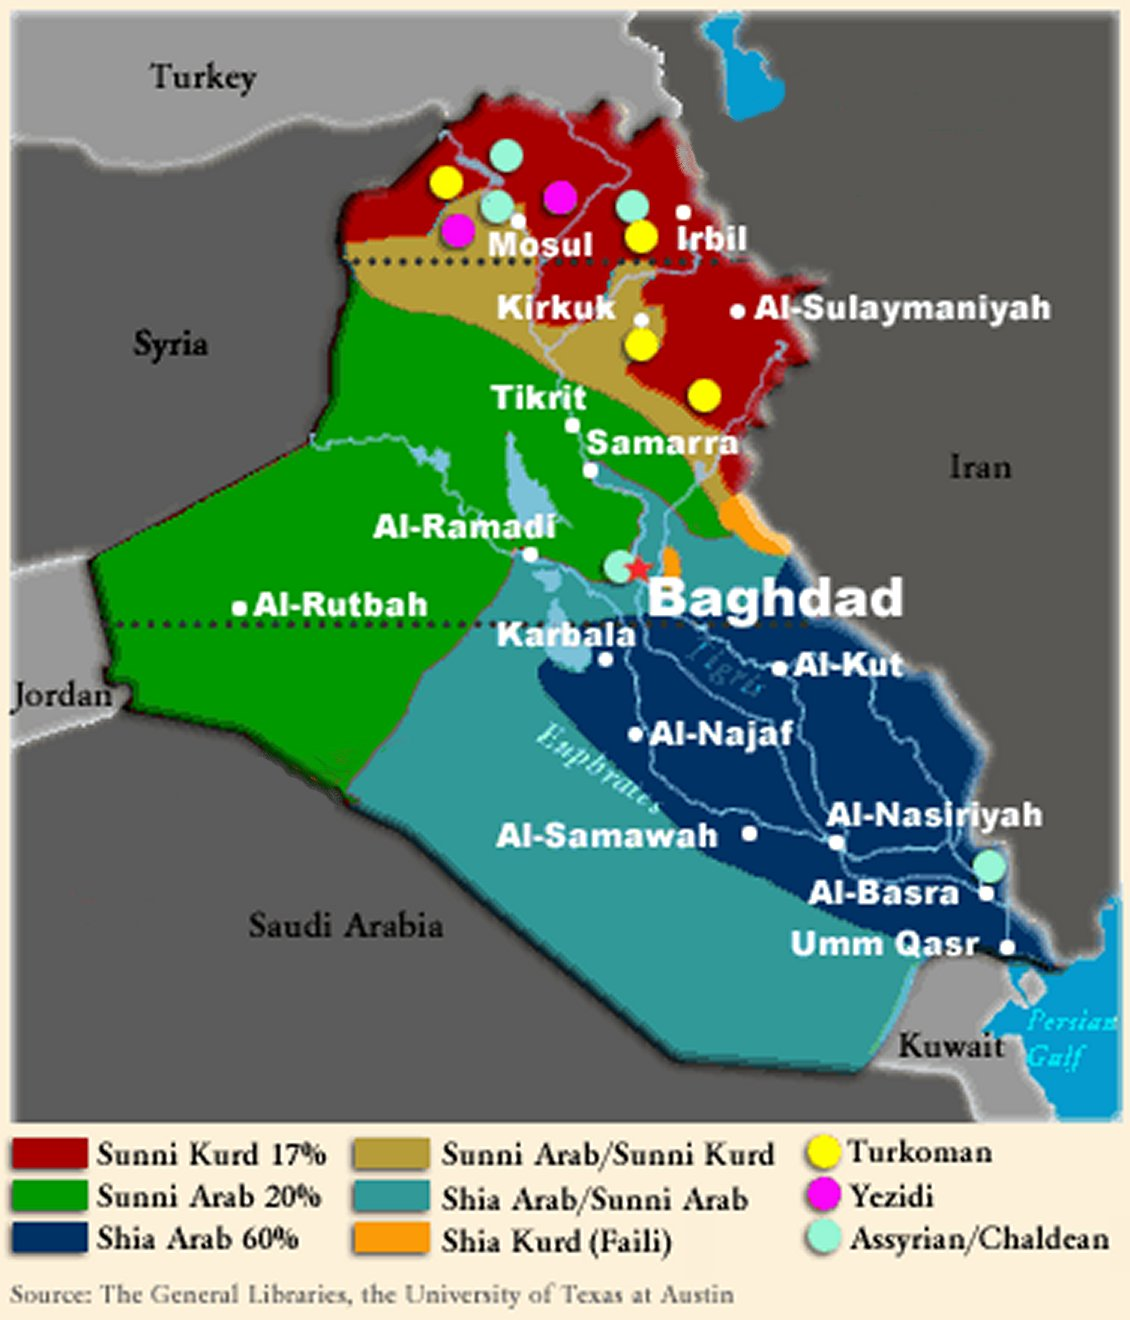 Turkey
Mosul
Irbil
Kirkuk
Al-Sulaymaniyah
Syria
Tikrit
Samarra
Iran
Al-Ramadi
Baghdad
Al-Rutbah
Karbala
Tigris
Al-Kut
Jordan
Al-Najaf
Euphrates
Al-Nasiriyah
Al-Samawah
Al-Basra
Saudi Arabia
Umm Qasr
Persian
Gulf
Kuwait
Sunni Kurd 17%
Sunni Arab 20%
Shia Arab 60%
Sunni Arab/Sunni Kurd
Shia Arab/Sunni Arab
Shia Kurd (Faili)
Turkoman
Yezidi
Assyrian/Chaldean
Source: The General Libraries, the University of Texas at Austin